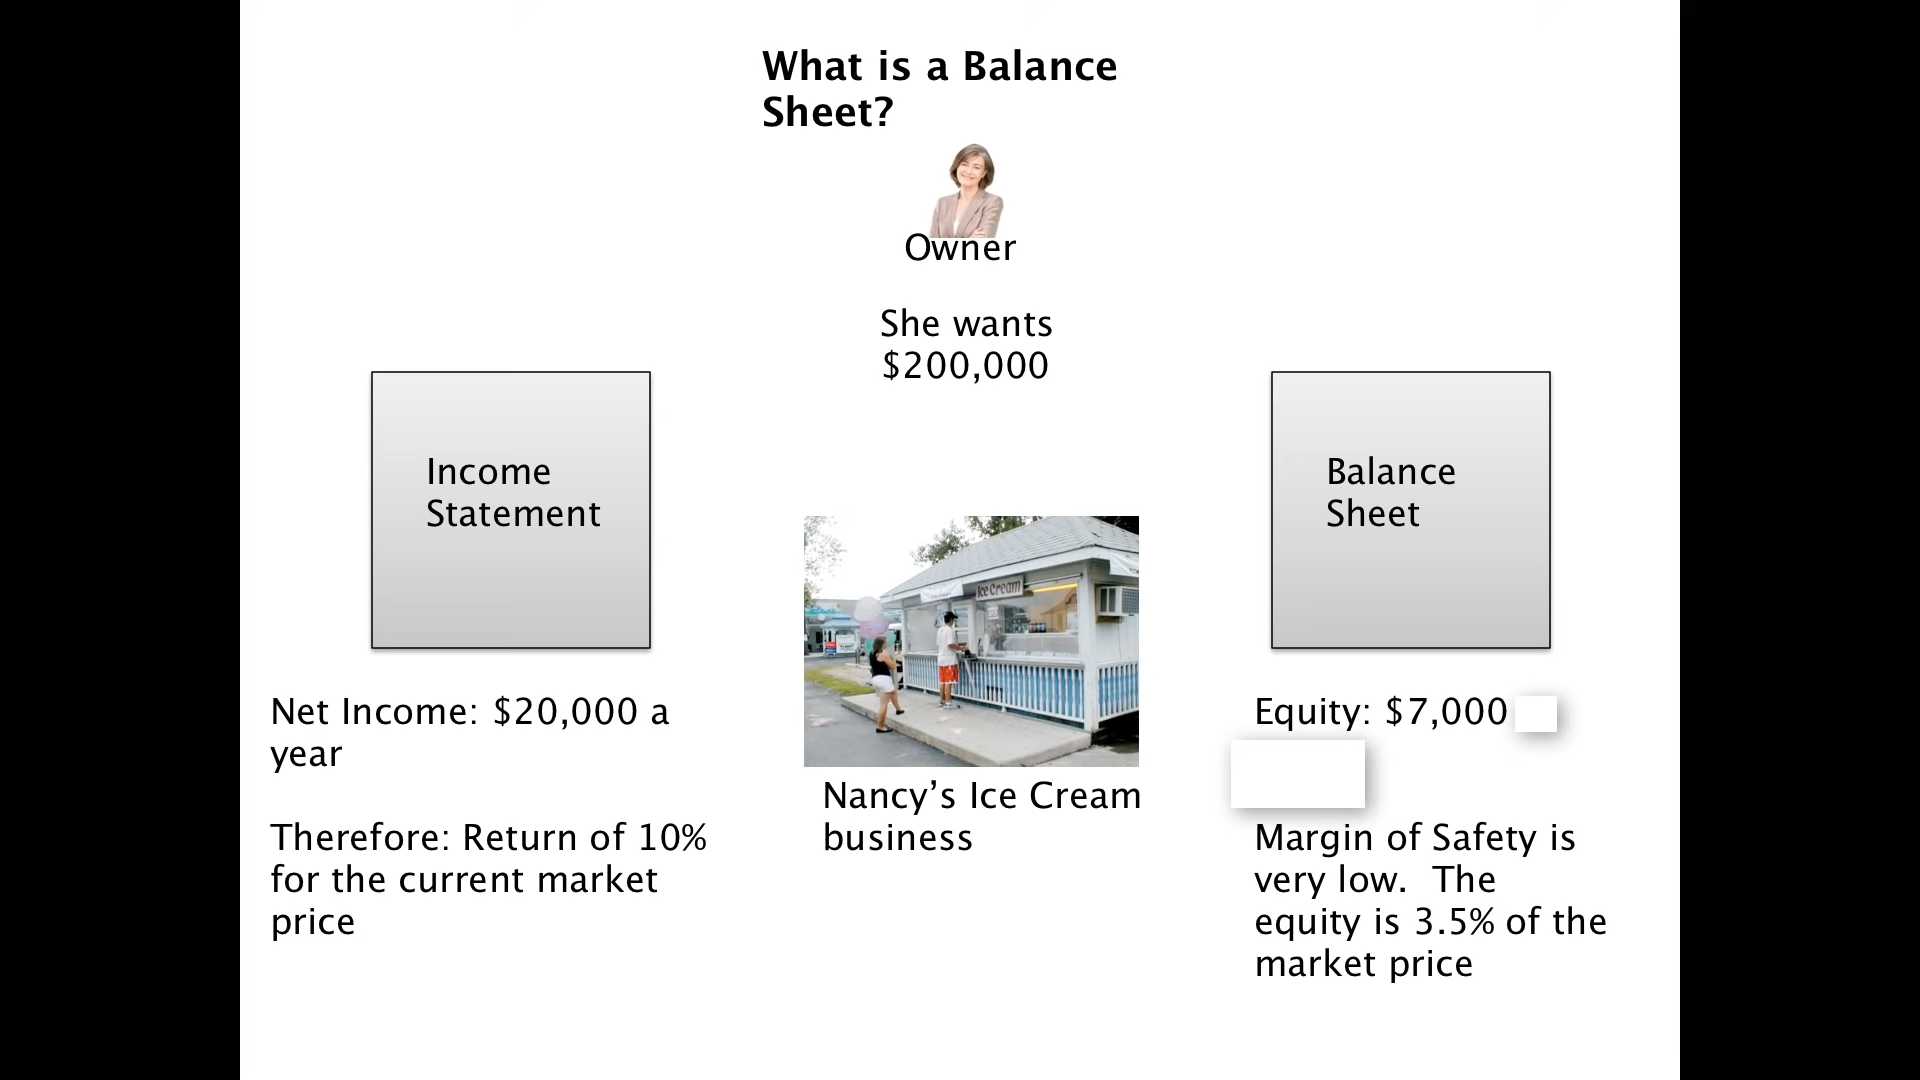 What is a Balance
Sheet?
Owner
She wants
$200,000
Income
Statement
Balance
Sheet
Ice Cream
Net Income: $20,000 a
year
Therefore: Return of 10%
for the current market
price
Nancy’s Ice Cream
business
Equity: $7,000
Margin of Safety is
very low.  The
equity is 3.5% of the
market price